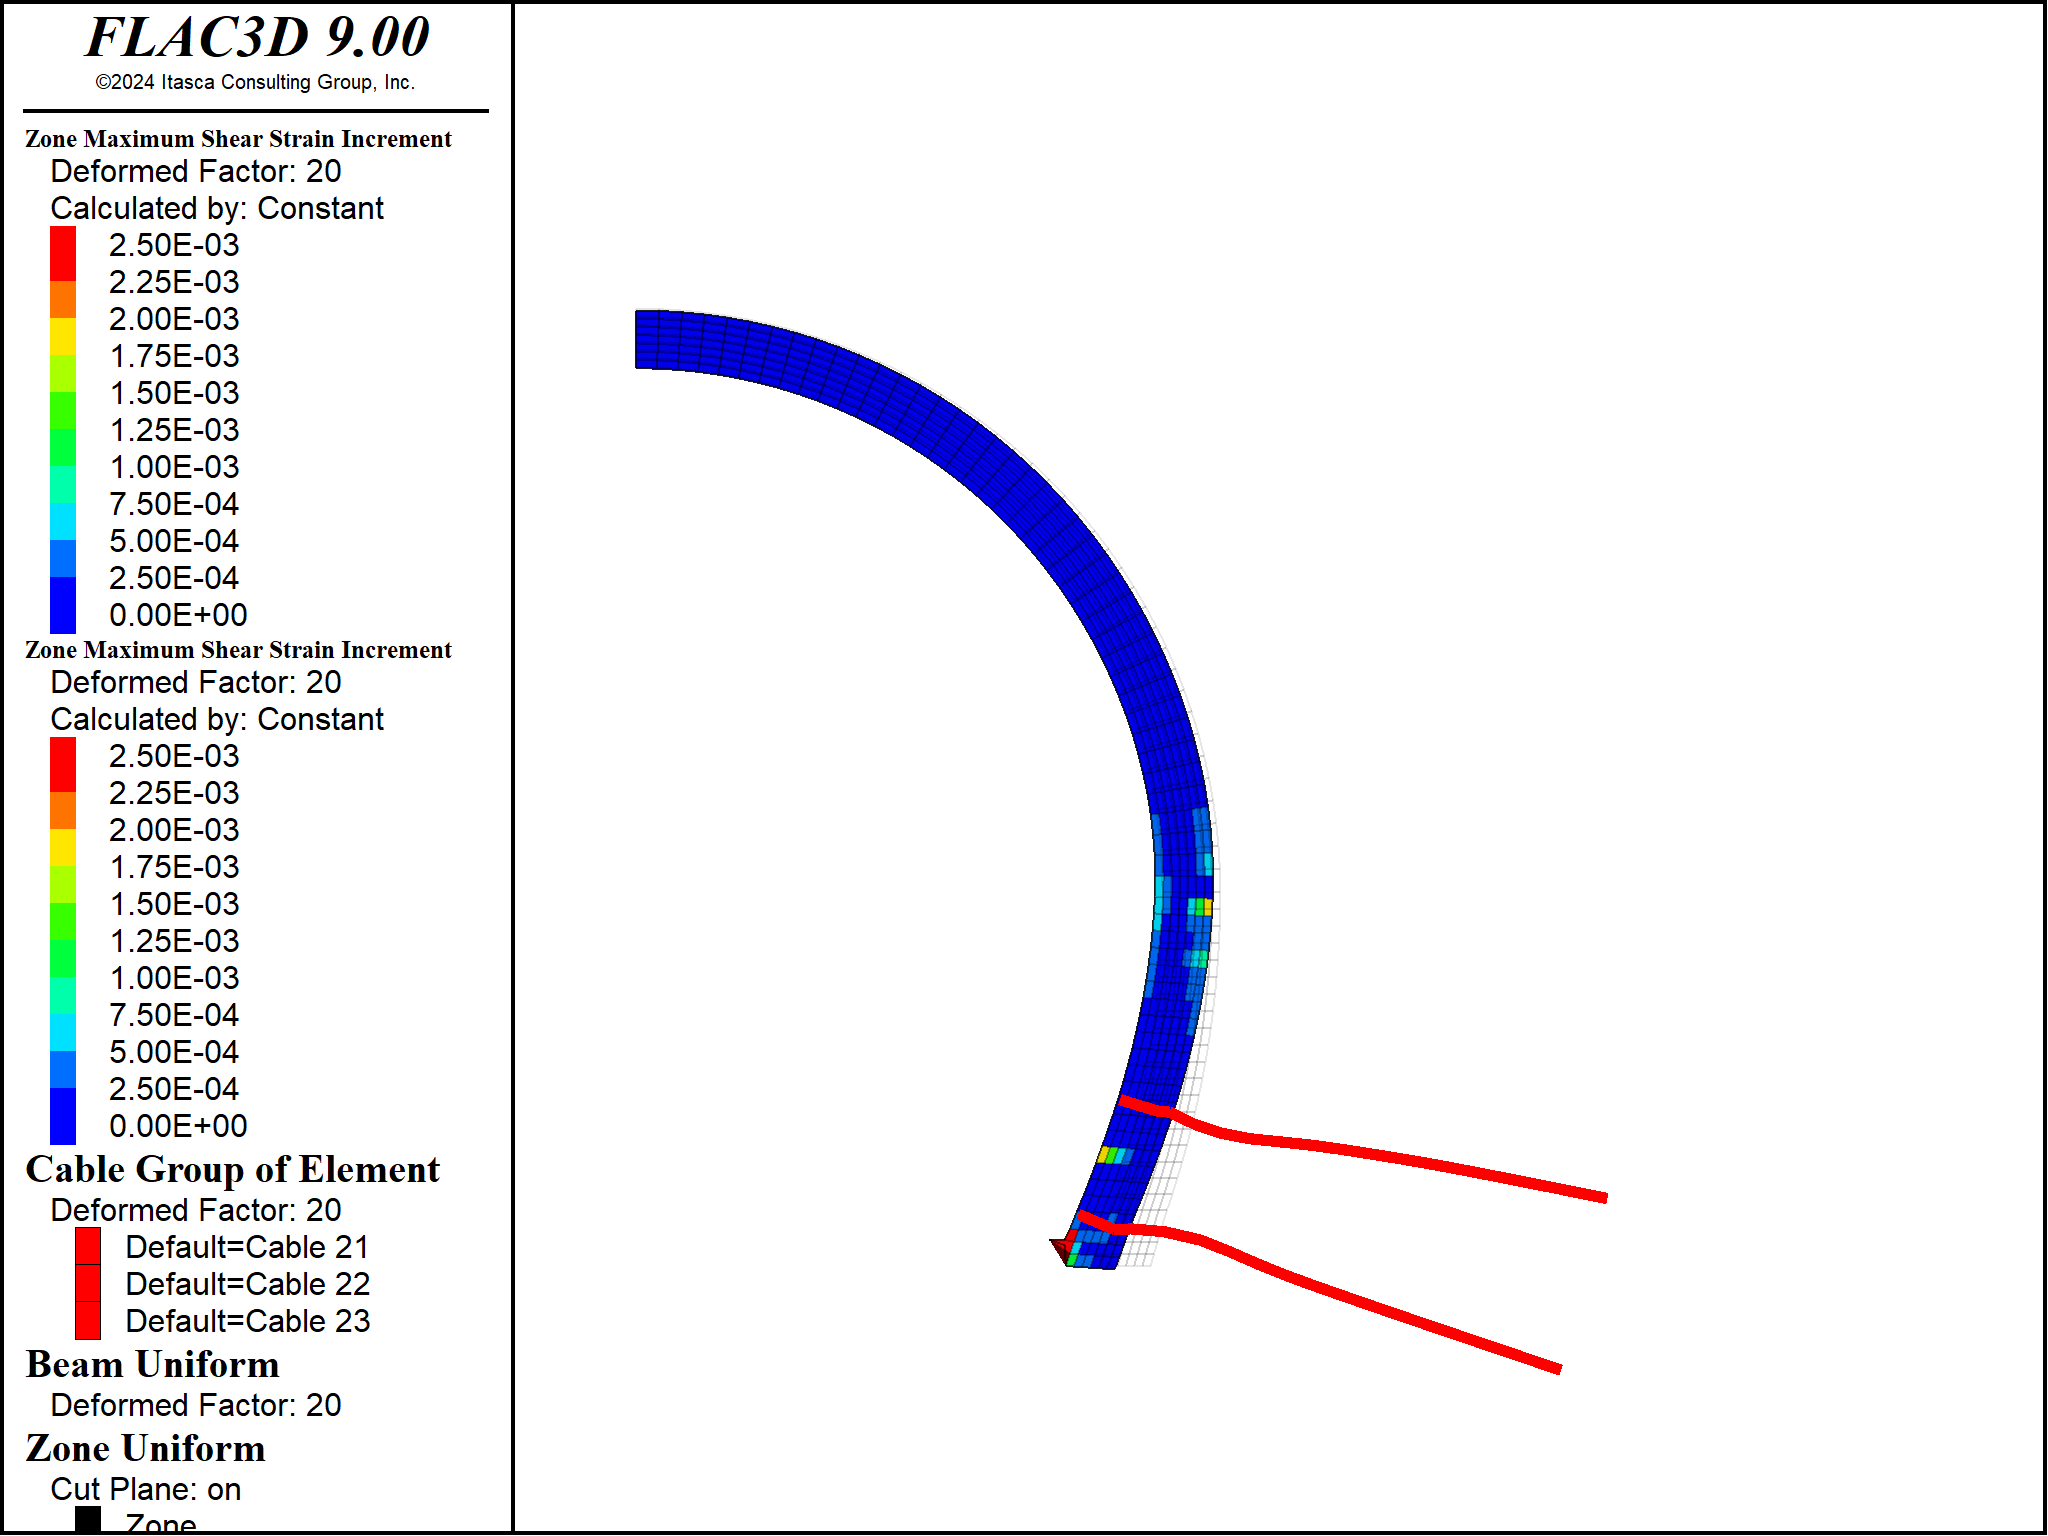 FLAC3D 9.00
©2024 Itasca Consulting Group, Inc.
Zone Maximum Shear Strain Increment
Deformed Factor: 20
Calculated by: Constant
2.50E-03
2.25E-03
2.00E-03
1.75E-03
1.50E-03
1.25E-03
1.00E-03
7.50E-04
5.00E-04
2.50E-04
0.00E+00
Zone Maximum Shear Strain Increment
Deformed Factor: 20
Calculated by: Constant
2.50E-03
2.25E-03
2.00E-03
1.75E-03
1.50E-03
1.25E-03
1.00E-03
7.50E-04
5.00E-04
2.50E-04
0.00E+00
Cable Group of Element
Deformed Factor: 20
Default=Cable 21
Default=Cable 22
Default=Cable 23
Beam Uniform
Deformed Factor: 20
Zone Uniform
Cut Plane: on
Zone